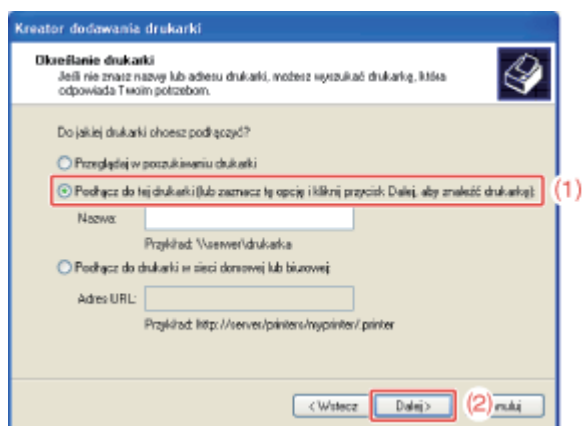 Kreator dodawania drukarki
Określanie drukarki
Jeśli nie znasz nazwy lub adresu drukarki, możesz wyszukać drukarkę, która
odpowiada Twoim potrzebom.
Do jakiej drukarki chcesz podłączyć?
Przeglądaj w poszukiwaniu drukarki
Podłącz do tej drukarki (lub zaznacz tę opcję i kliknij przycisk Dalej, aby znaleźć drukarkę):
(1)
Nazwa:
Przykład: \\serwer\drukarka
Podłącz do drukarki w sieci domowej lub biurowej:
Adres URL:
Przykład: http://server/printers/myprinter/.printer
< Wstecz
Dalej >
(2)
nuluj